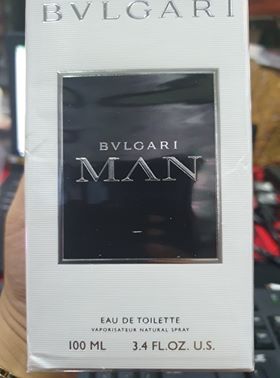 BVLGARI
BVLGARI
MAN
EAU DE TOILETTE
VAPORISATEUR NATURAL SPRAY
100 ML 3.4 FL.OZ. U.S.